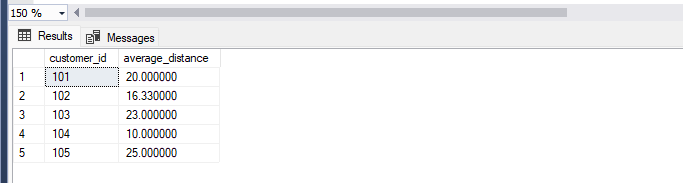 150 %
Results Messages
customer_id average_distance
1 101 20.000000
2 102 16.330000
3 103 23.000000
4 104 10.000000
5 105 25.000000